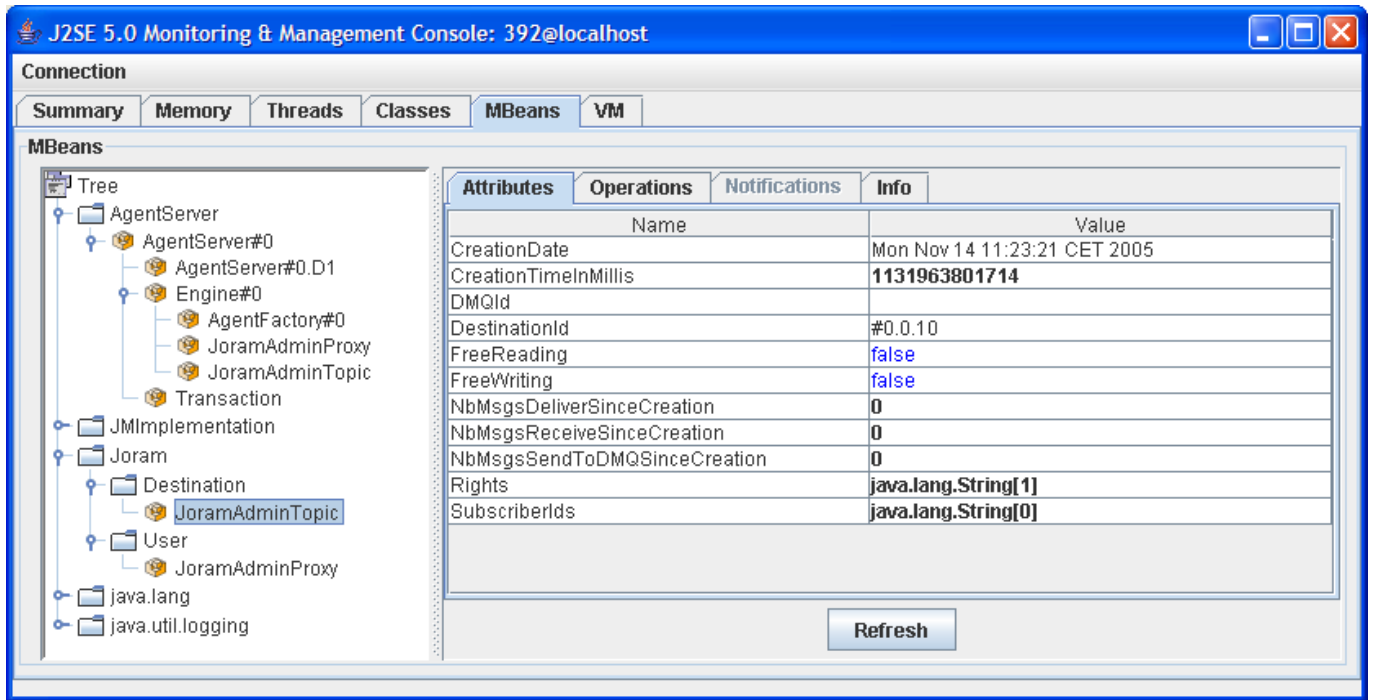 J2SE 5.0 Monitoring & Management Console: 392@localhost
Connection
Summary Memory Threads Classes MBeans VM
MBeans
Tree
AgentServer
AgentServer#0
AgentServer#0.D1
Engine#0
AgentFactory#0
JoramAdminProxy
JoramAdminTopic
Transaction
JMImplementation
Joram
Destination
JoramAdminTopic
User
JoramAdminProxy
java.lang
java.util.logging
Attributes Operations Notifications Info
Name Value
CreationDate Mon Nov 14 11:23:21 CET 2005
CreationTimeInMillis 1131963801714
DMQId
DestinationId #0.0.10
FreeReading false
FreeWriting false
NbMsgsDeliverSinceCreation 0
NbMsgsReceiveSinceCreation 0
NbMsgsSendToDMQSinceCreation 0
Rights java.lang.String[1]
SubscriberIds java.lang.String[0]
Refresh